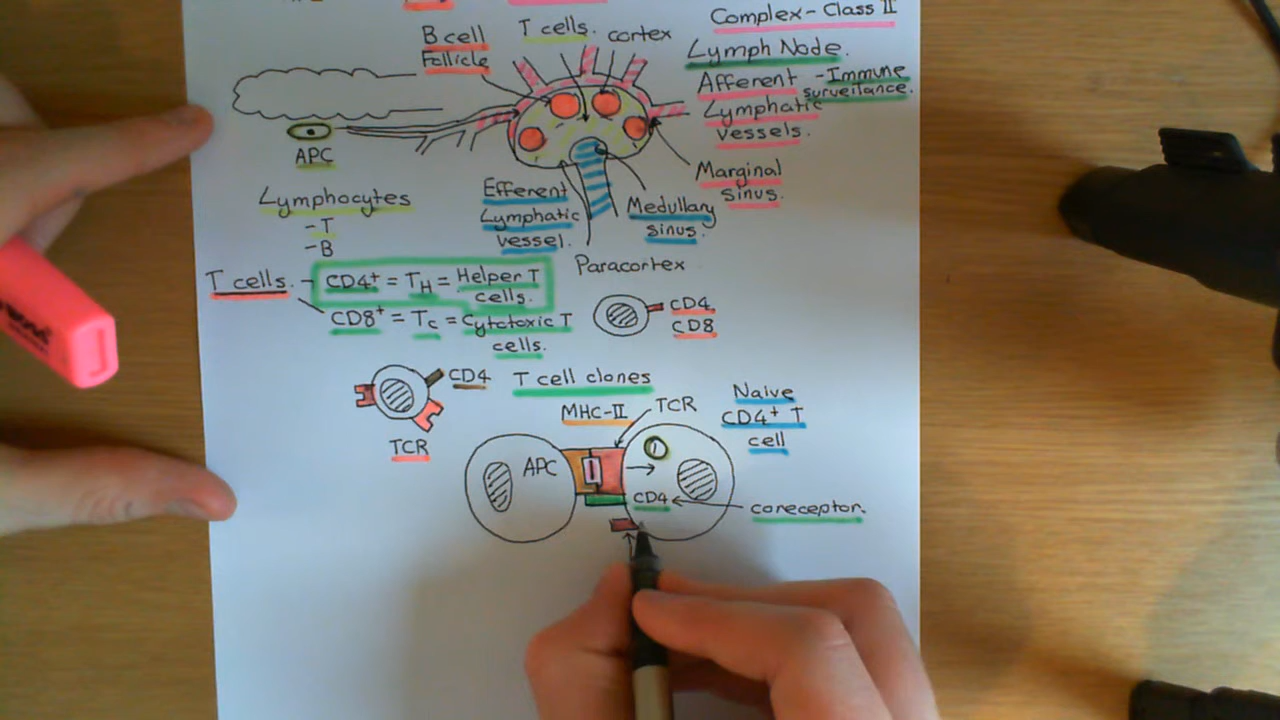 Complex - Class II
B cell
Follicle
T cells.
cortex
Lymph Node.
Afferent
Lymphatic
vessels.
- Immune
surveilance.
APC
Marginal
sinus.
Lymphocytes
- T
- B
Efferent
Lymphatic
vessel.
Medullary
sinus.
Paracortex
T cells. - CD4+ = TH = Helper T
cells.
CD8+ = Tc = Cytotoxic T
cells.
CD4
CD8
CD4
TCR
T cell clones
MHC-II
TCR
Naive
CD4+ T
cell
APC
1
CD4
coreceptor.